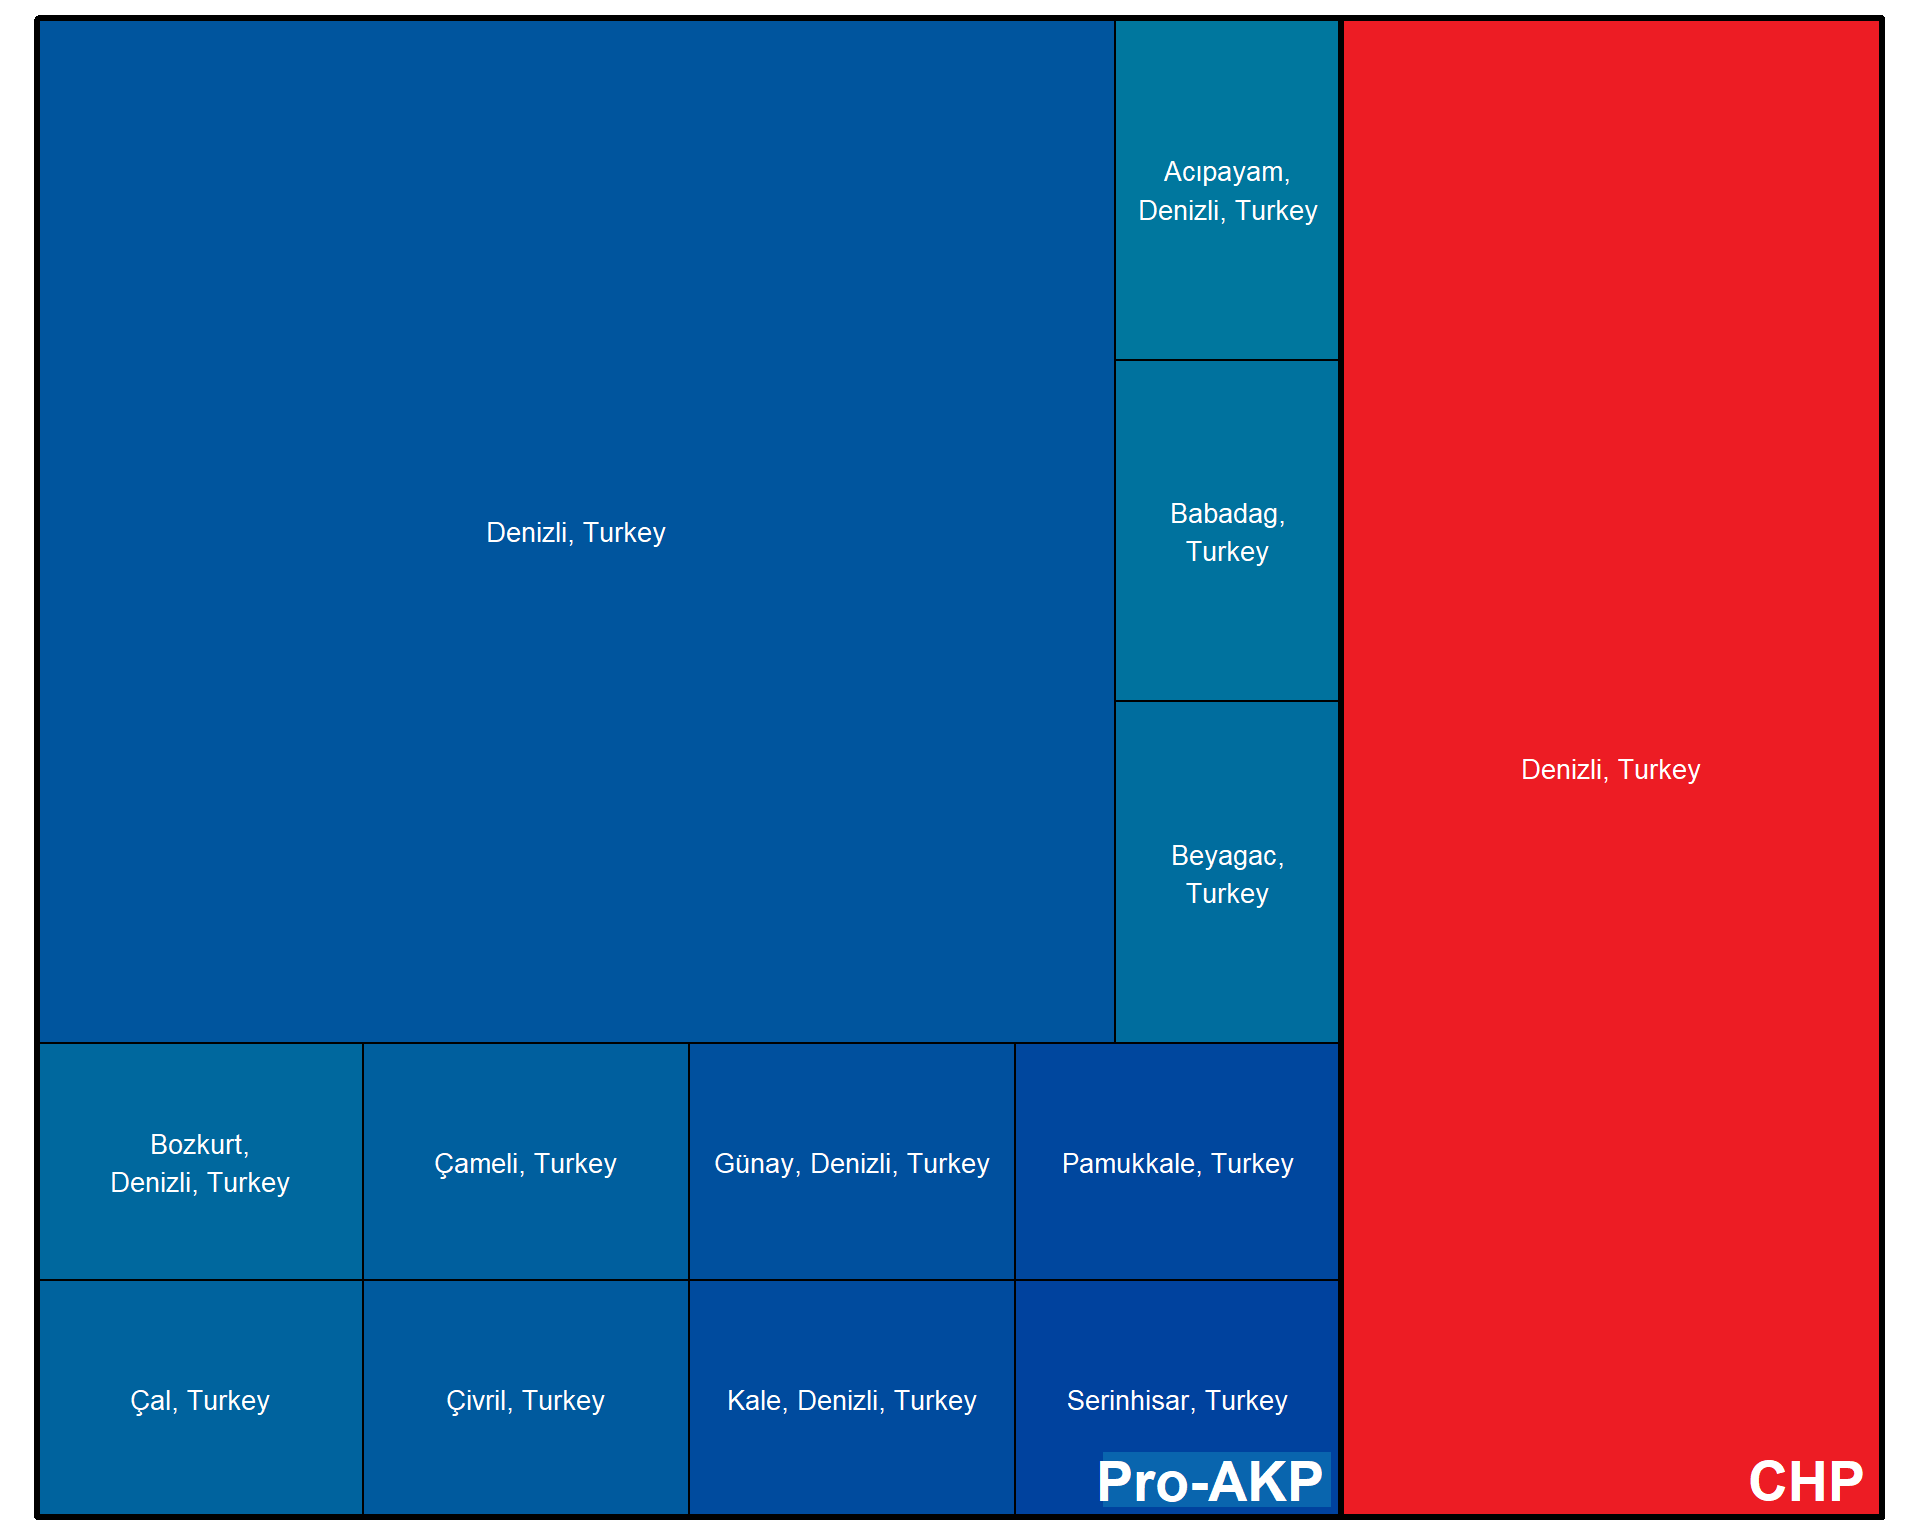 Acıpayam,
Denizli, Turkey
Denizli, Turkey
Babadag,
Turkey
Denizli, Turkey
Beyagac,
Turkey
Bozkurt,
Denizli, Turkey
Çameli, Turkey
Günay, Denizli, Turkey
Pamukkale, Turkey
Çal, Turkey
Çivril, Turkey
Kale, Denizli, Turkey
Serinhisar, Turkey
Pro-AKP
CHP